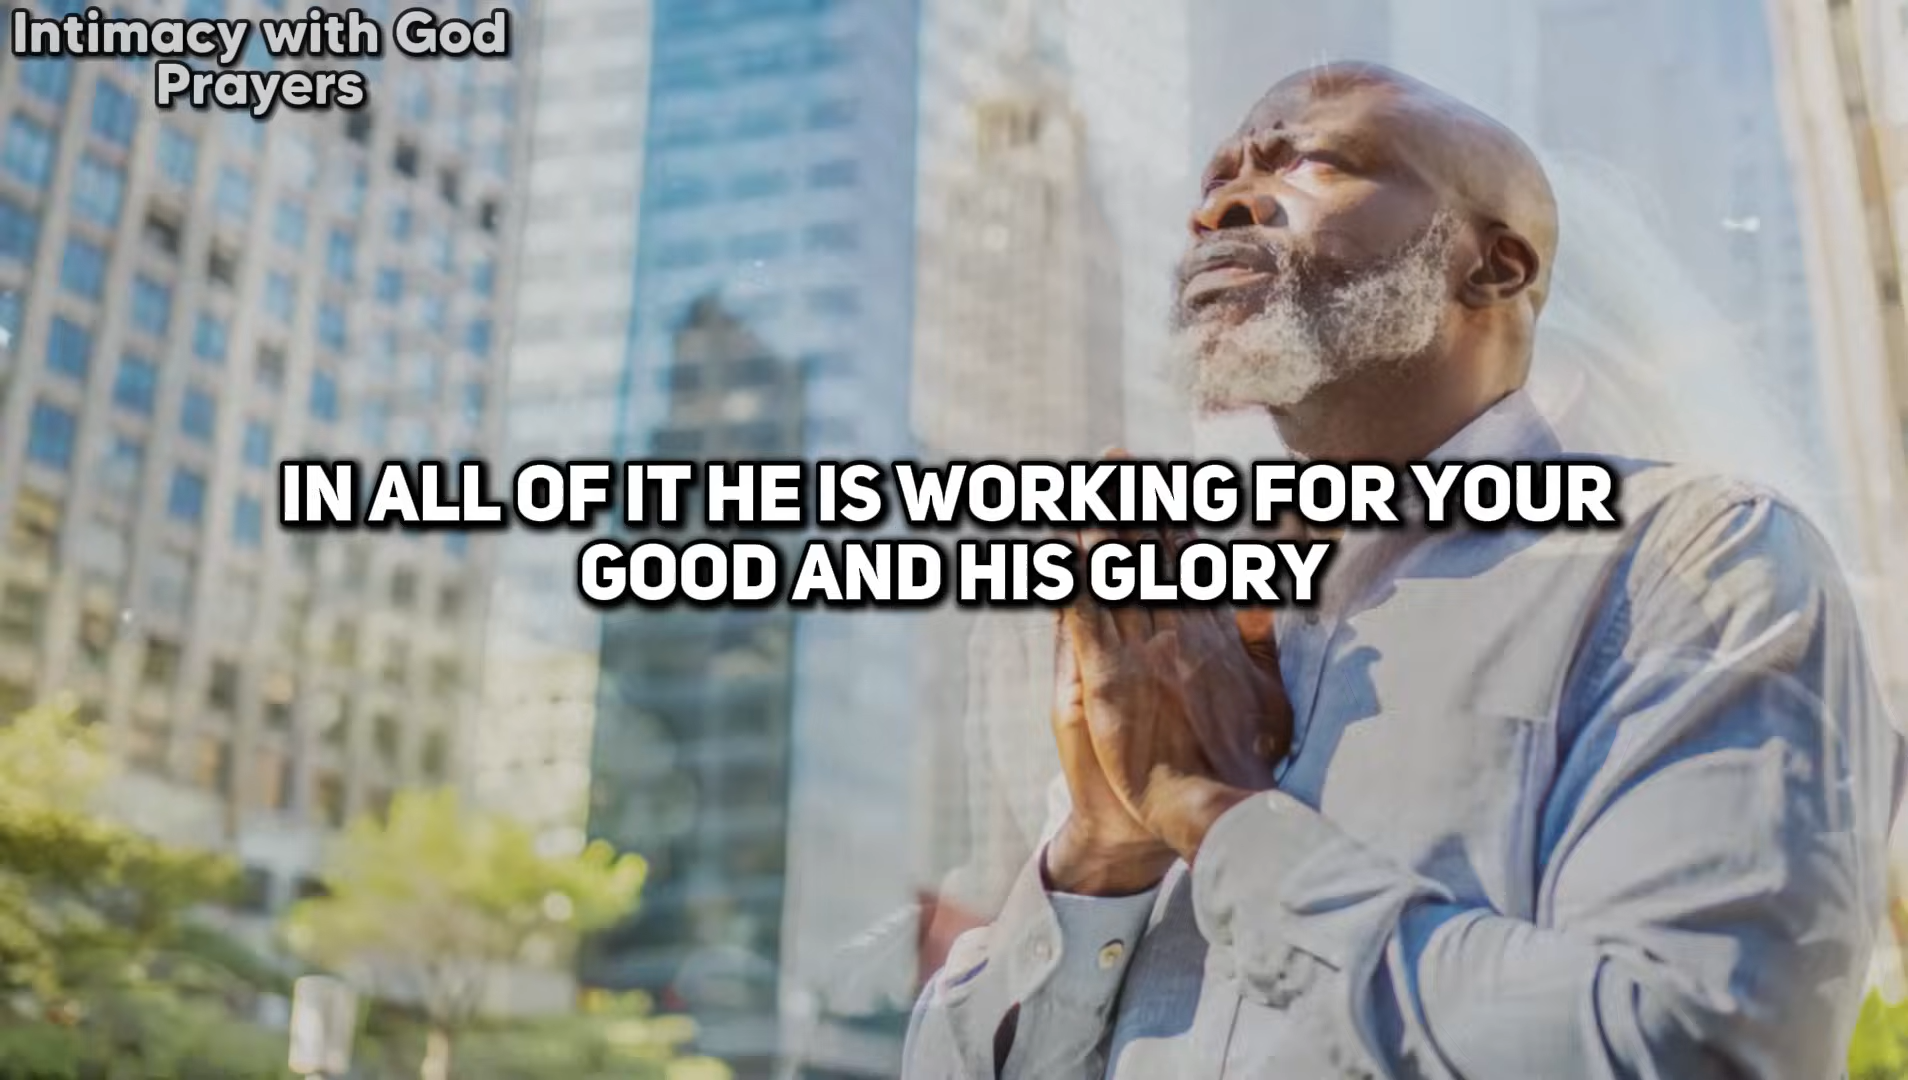 Intimacy with God
Prayers
IN ALL OF IT HE IS WORKING FOR YOUR
GOOD AND HIS GLORY